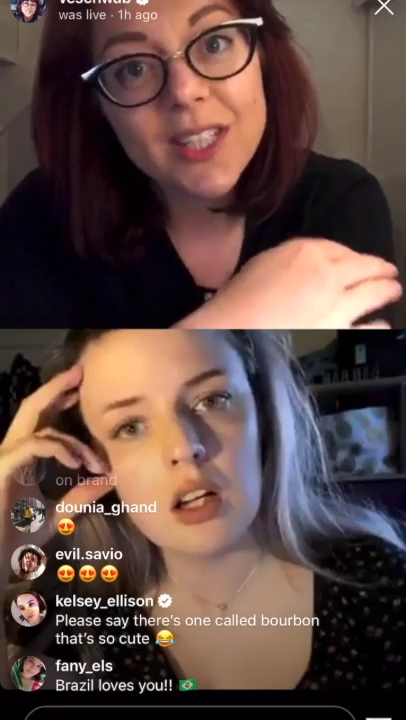 veschwab
was live · 1h ago
on brand
dounia_ghand
😍
evil.savio
😍😍😍
kelsey_ellison
Please say there's one called bourbon
that's so cute 😂
fany_els
Brazil loves you!! 🇧🇷